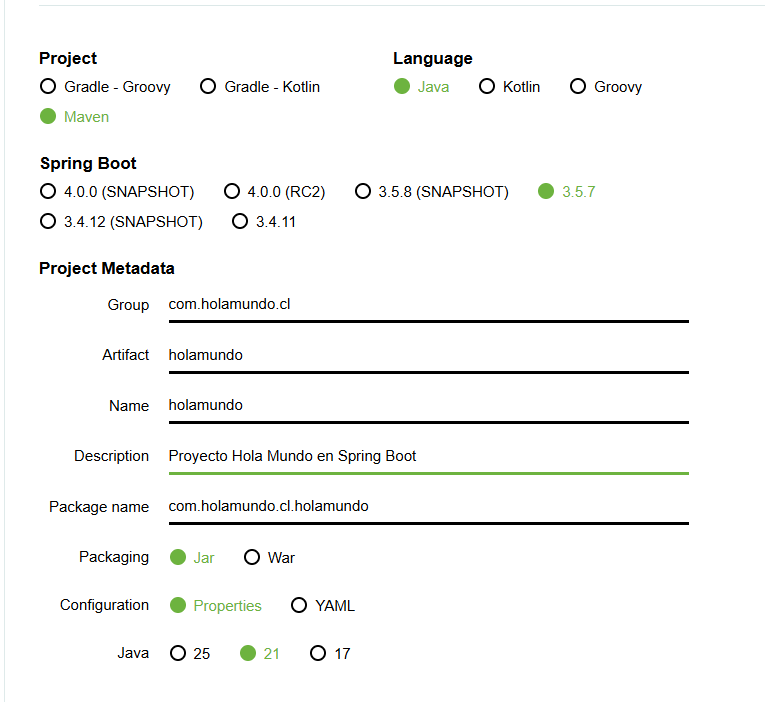 Project
Language
Gradle - Groovy Gradle - Kotlin
Java Kotlin Groovy
Maven
Spring Boot
4.0.0 (SNAPSHOT) 4.0.0 (RC2) 3.5.8 (SNAPSHOT) 3.5.7
3.4.12 (SNAPSHOT) 3.4.11
Project Metadata
Group com.holamundo.cl
Artifact holamundo
Name holamundo
Description Proyecto Hola Mundo en Spring Boot
Package name com.holamundo.cl.holamundo
Packaging Jar War
Configuration Properties YAML
Java 25 21 17